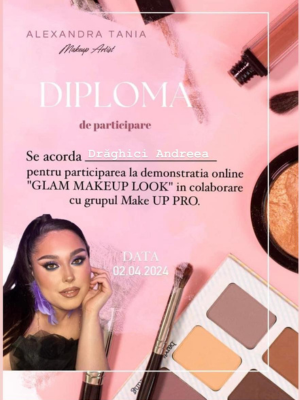 ALEXANDRA TANIA
Makeup Artist
DIPLOMA
de participare
Se acorda Drăghici Andreea
pentru participarea la demonstratia online
"GLAM MAKEUP LOOK" in colaborare
cu grupul Make UP PRO.
DATA
02.04.2024